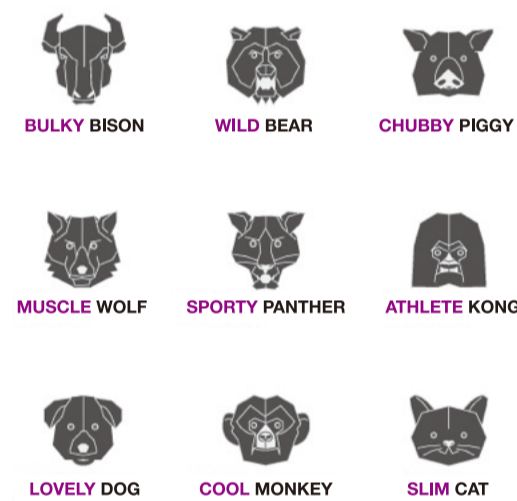 BULKY BISON
WILD BEAR
CHUBBY PIGGY
MUSCLE WOLF
SPORTY PANTHER
ATHLETE KONG
LOVELY DOG
COOL MONKEY
SLIM CAT